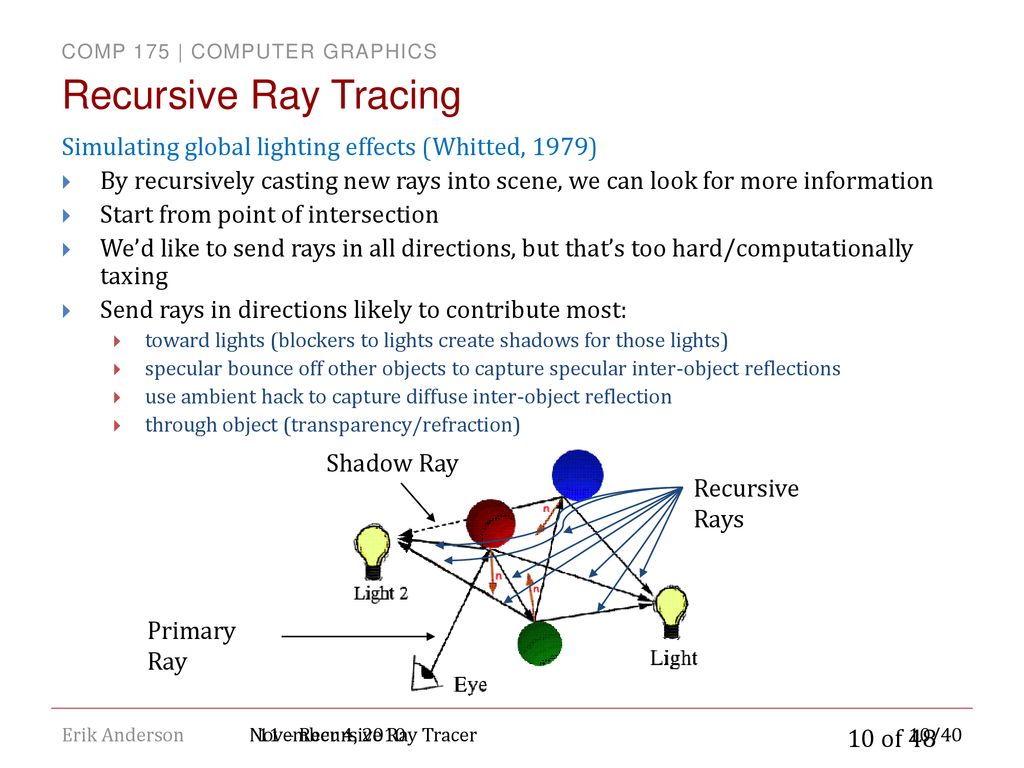 COMP 175 | COMPUTER GRAPHICS
Recursive Ray Tracing
Simulating global lighting effects (Whitted, 1979)
By recursively casting new rays into scene, we can look for more information
Start from point of intersection
We’d like to send rays in all directions, but that’s too hard/computationally
taxing
Send rays in directions likely to contribute most:
toward lights (blockers to lights create shadows for those lights)
specular bounce off other objects to capture specular inter-object reflections
use ambient hack to capture diffuse inter-object reflection
through object (transparency/refraction)
Shadow Ray
Recursive
Rays
n
n
n
Light 2
Primary
Ray
Light
Eye
Erik Anderson
November 4, 2010
11 - Recursive Ray Tracer
10 of 48
10/40